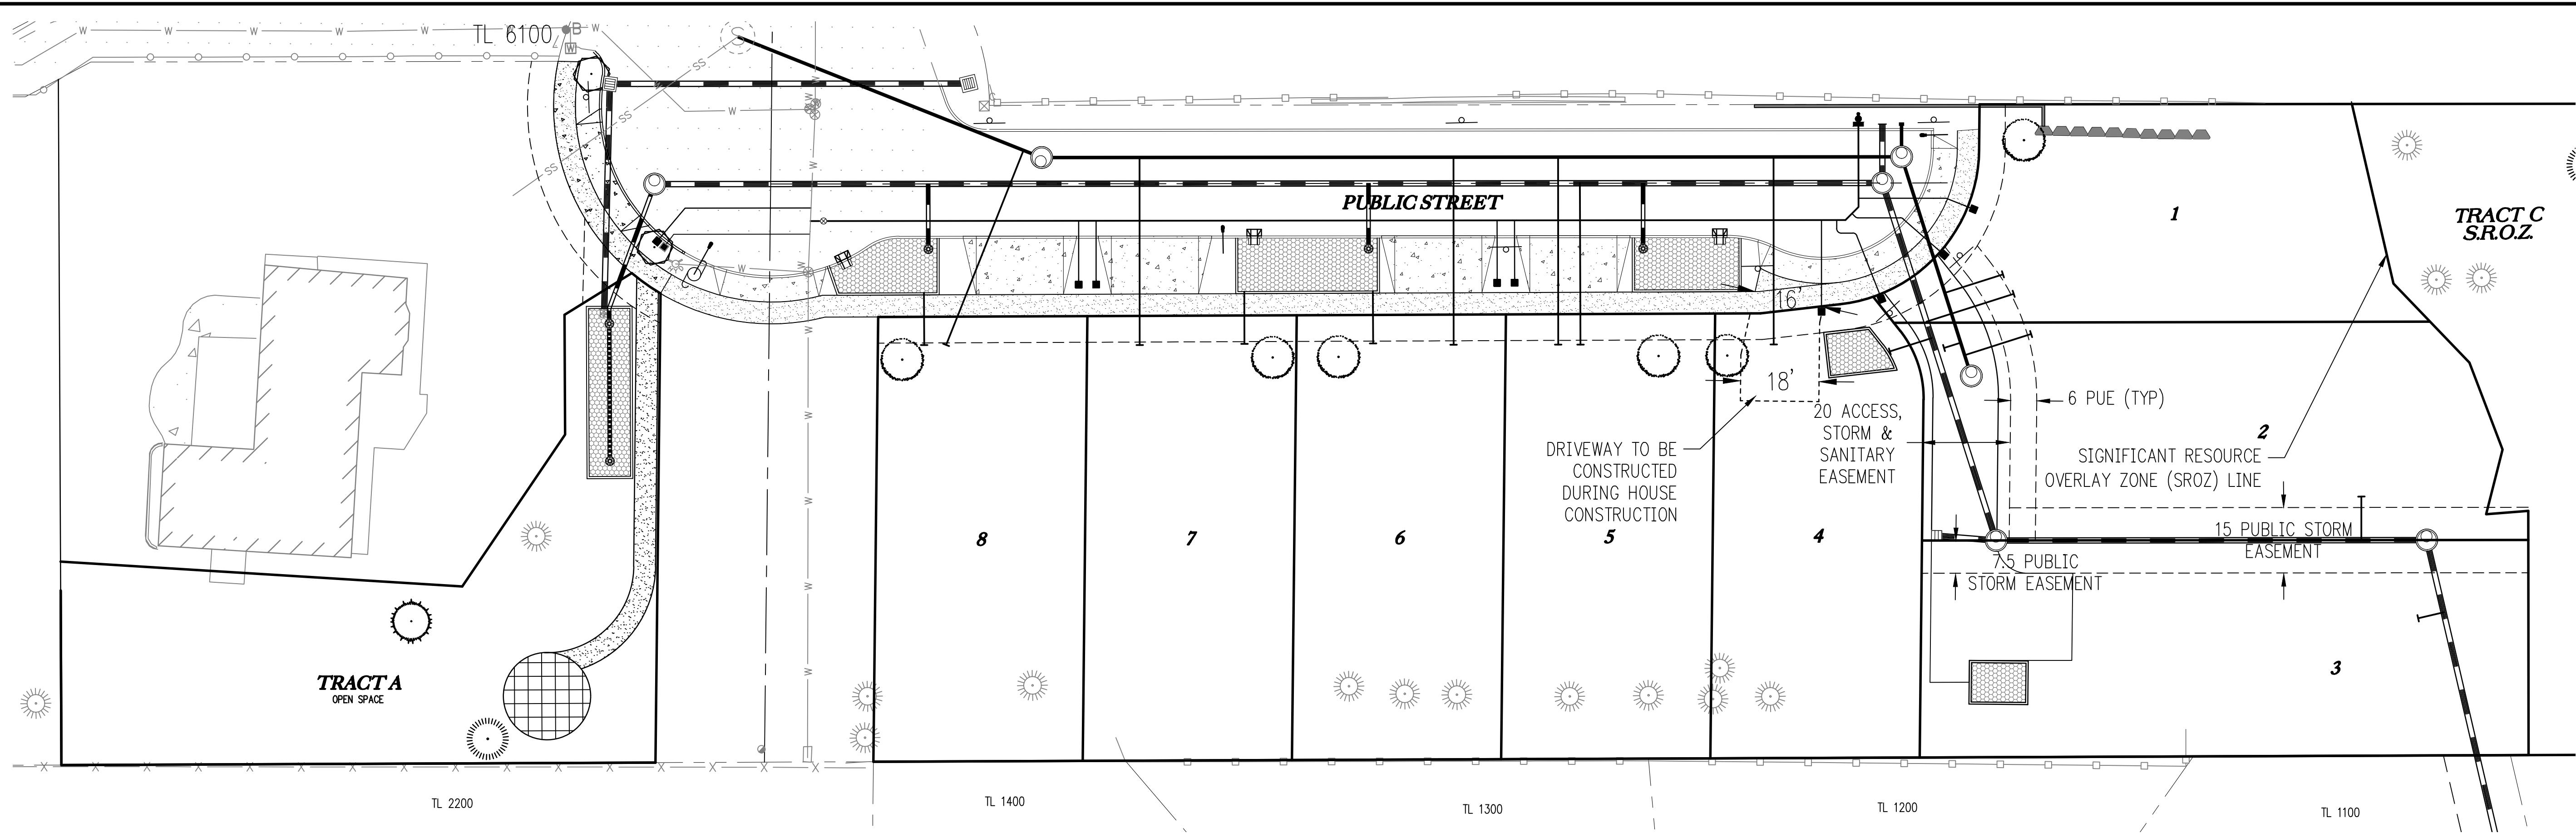 TL 6100
B
W W W W W W
W
SS
SS
SS
S
W
W
W
W
W
W
W
W
W
W
PUBLIC STREET
1
TRACT C
S.R.O.Z.
16'
18'
6 PUE (TYP)
20 ACCESS,
STORM &
SANITARY
EASEMENT
DRIVEWAY TO BE
CONSTRUCTED
DURING HOUSE
CONSTRUCTION
2
SIGNIFICANT RESOURCE
OVERLAY ZONE (SROZ) LINE
8
7
6
5
4
15 PUBLIC STORM
EASEMENT
7.5 PUBLIC
STORM EASEMENT
3
TRACT A
OPEN SPACE
TL 2200
TL 1400
TL 1300
TL 1200
TL 1100